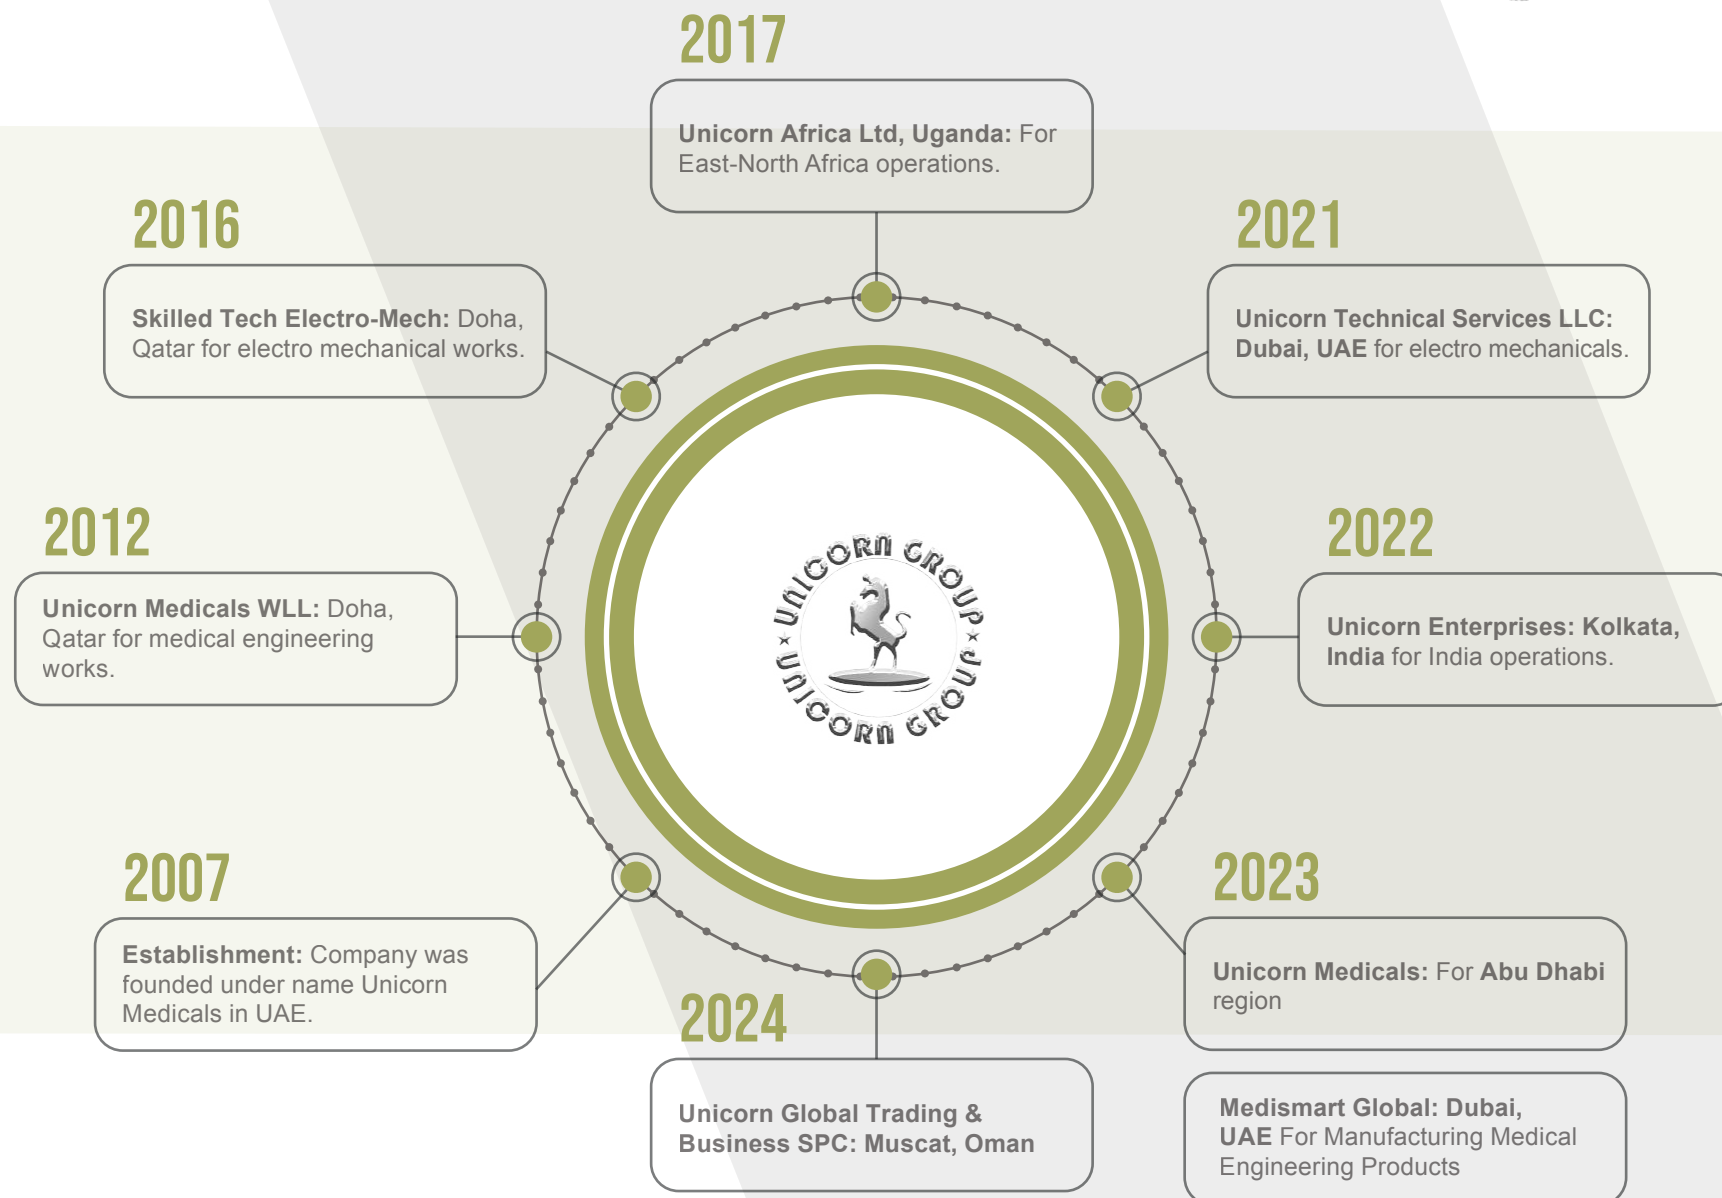 2017
Unicorn Africa Ltd, Uganda: For
East-North Africa operations.
2016
Skilled Tech Electro-Mech: Doha,
Qatar for electro mechanical works.
2021
Unicorn Technical Services LLC:
Dubai, UAE for electro mechanicals.
2012
Unicorn Medicals WLL: Doha,
Qatar for medical engineering
works.
UNICORN GROUP
UNICORN GROUP
2022
Unicorn Enterprises: Kolkata,
India for India operations.
2007
Establishment: Company was
founded under name Unicorn
Medicals in UAE.
2023
Unicorn Medicals: For Abu Dhabi
region
2024
Unicorn Global Trading &
Business SPC: Muscat, Oman
Medismart Global: Dubai,
UAE For Manufacturing Medical
Engineering Products